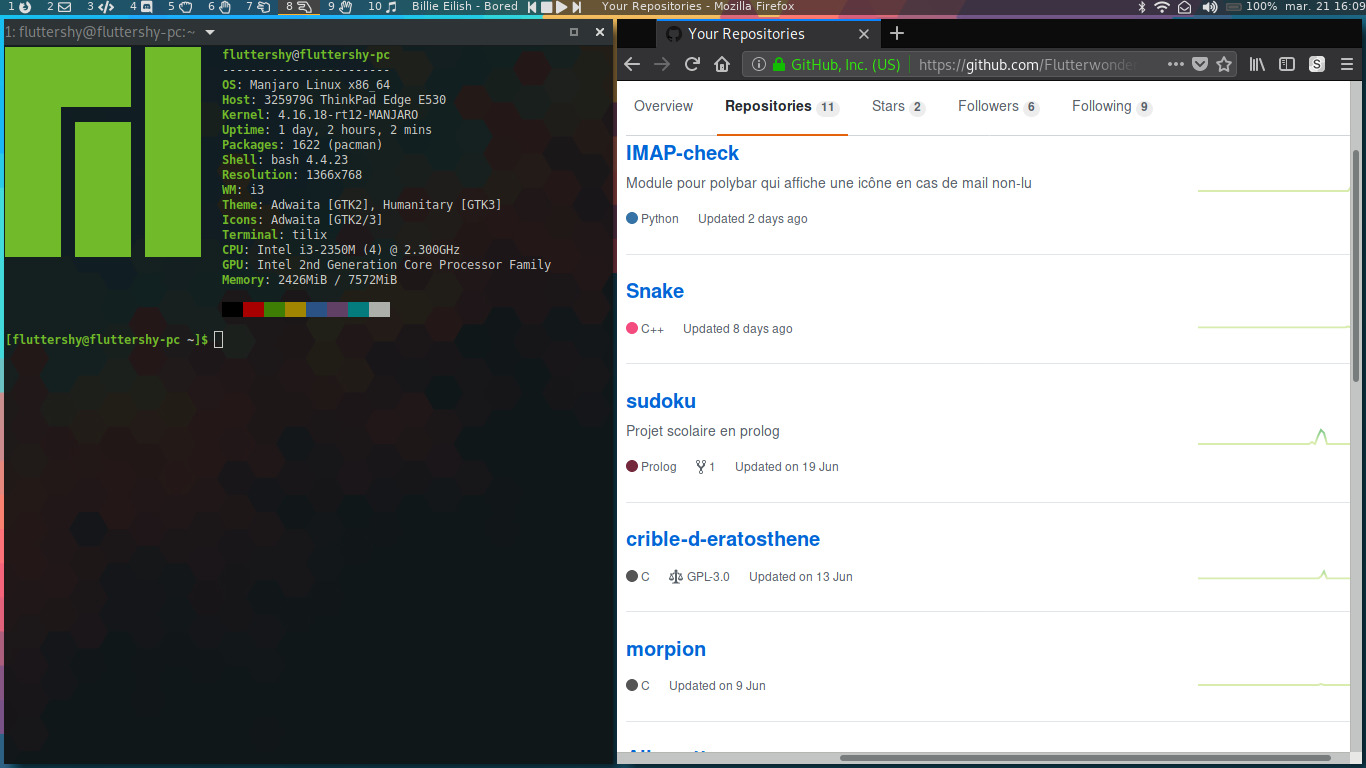 1 2 3 4 5 6 7 8 9 10 Billie Eilish - Bored Your Repositories - Mozilla Firefox 100% mar. 21 16:09
1: fluttershy@fluttershy-pc:~
fluttershy@fluttershy-pc
------------------------
OS: Manjaro Linux x86_64
Host: 325979G ThinkPad Edge E530
Kernel: 4.16.18-rt12-MANJARO
Uptime: 1 day, 2 hours, 2 mins
Packages: 1622 (pacman)
Shell: bash 4.4.23
Resolution: 1366x768
WM: i3
Theme: Adwaita [GTK2], Humanitary [GTK3]
Icons: Adwaita [GTK2/3]
Terminal: tilix
CPU: Intel i3-2350M (4) @ 2.300GHz
GPU: Intel 2nd Generation Core Processor Family
Memory: 2426MiB / 7572MiB
[fluttershy@fluttershy-pc ~]$
Your Repositories
GitHub, Inc. (US) https://github.com/Flutterwonde S
Overview Repositories 11 Stars 2 Followers 6 Following 9
IMAP-check
Module pour polybar qui affiche une icône en cas de mail non-lu
Python Updated 2 days ago
Snake
C++ Updated 8 days ago
sudoku
Projet scolaire en prolog
Prolog 1 Updated on 19 Jun
crible-d-eratosthene
C GPL-3.0 Updated on 13 Jun
morpion
C Updated on 9 Jun